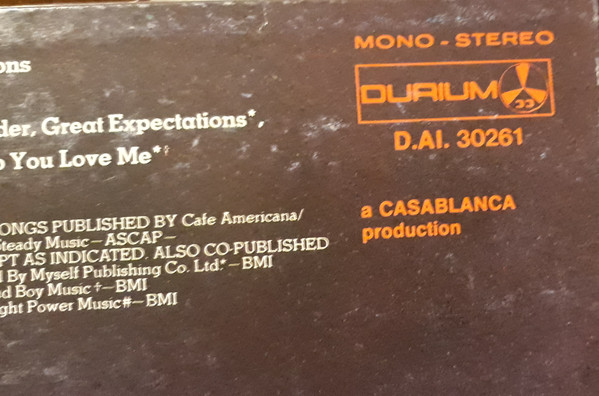 ons
der, Great Expectations*,
o You Love Me*†
ONGS PUBLISHED BY Cafe Americana/
Steady Music – ASCAP –
PT AS INDICATED. ALSO CO-PUBLISHED
l By Myself Publishing Co. Ltd.* – BMI
d Boy Music † – BMI
ght Power Music# – BMI
MONO - STEREO
DURIUM 33
D.AI. 30261
a CASABLANCA
production